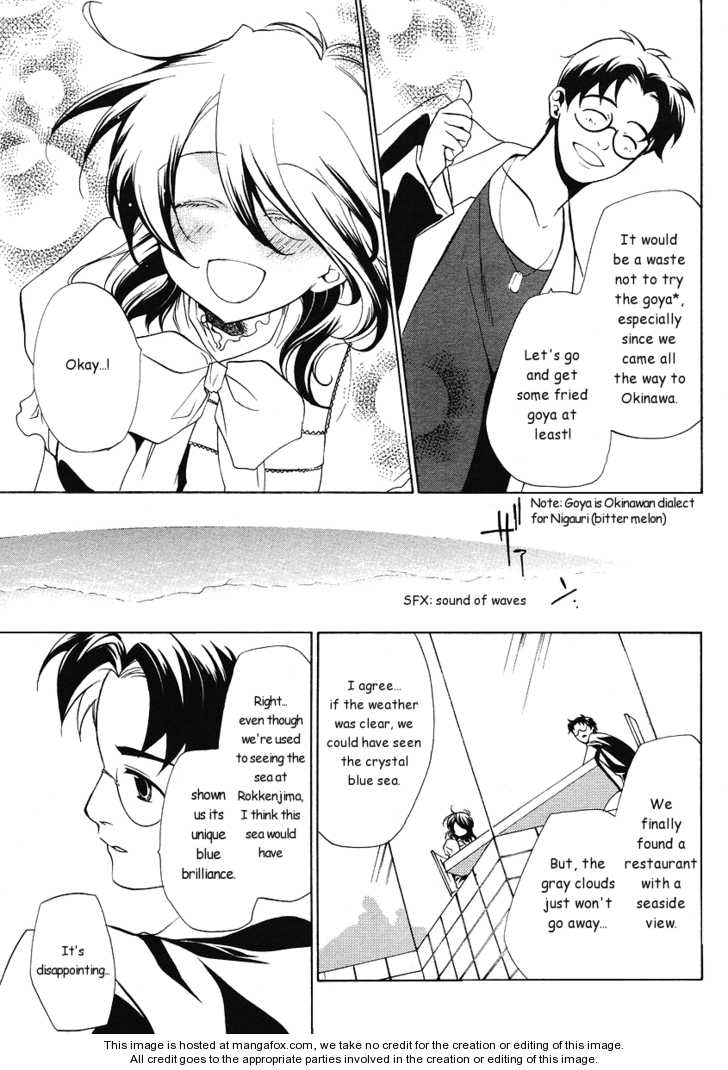 It would
be a waste
not to try
the goya*,
especially
since we
came all
the way to
Okinawa.
Let's go
and get
some fried
goya at
least!
Okay...!
Note: Goya is Okinawan dialect
for Nigauri (bitter melon)
ザァ
SFX: sound of waves
We
finally
found a
restaurant
with a
seaside
view.
But, the
gray clouds
just won't
go away...
I agree...
if the weather
was clear, we
could have seen
the crystal
blue sea.
Right...
even though
we're used
to seeing the
sea at
Rokkenjima,
I think this
sea would
have
shown
us its
unique
blue
brilliance.
It's
disappointing..
This image is hosted at mangafox.com, we take no credit for the creation or editing of this image.
All credit goes to the appropriate parties involved in the creation or editing of this image.